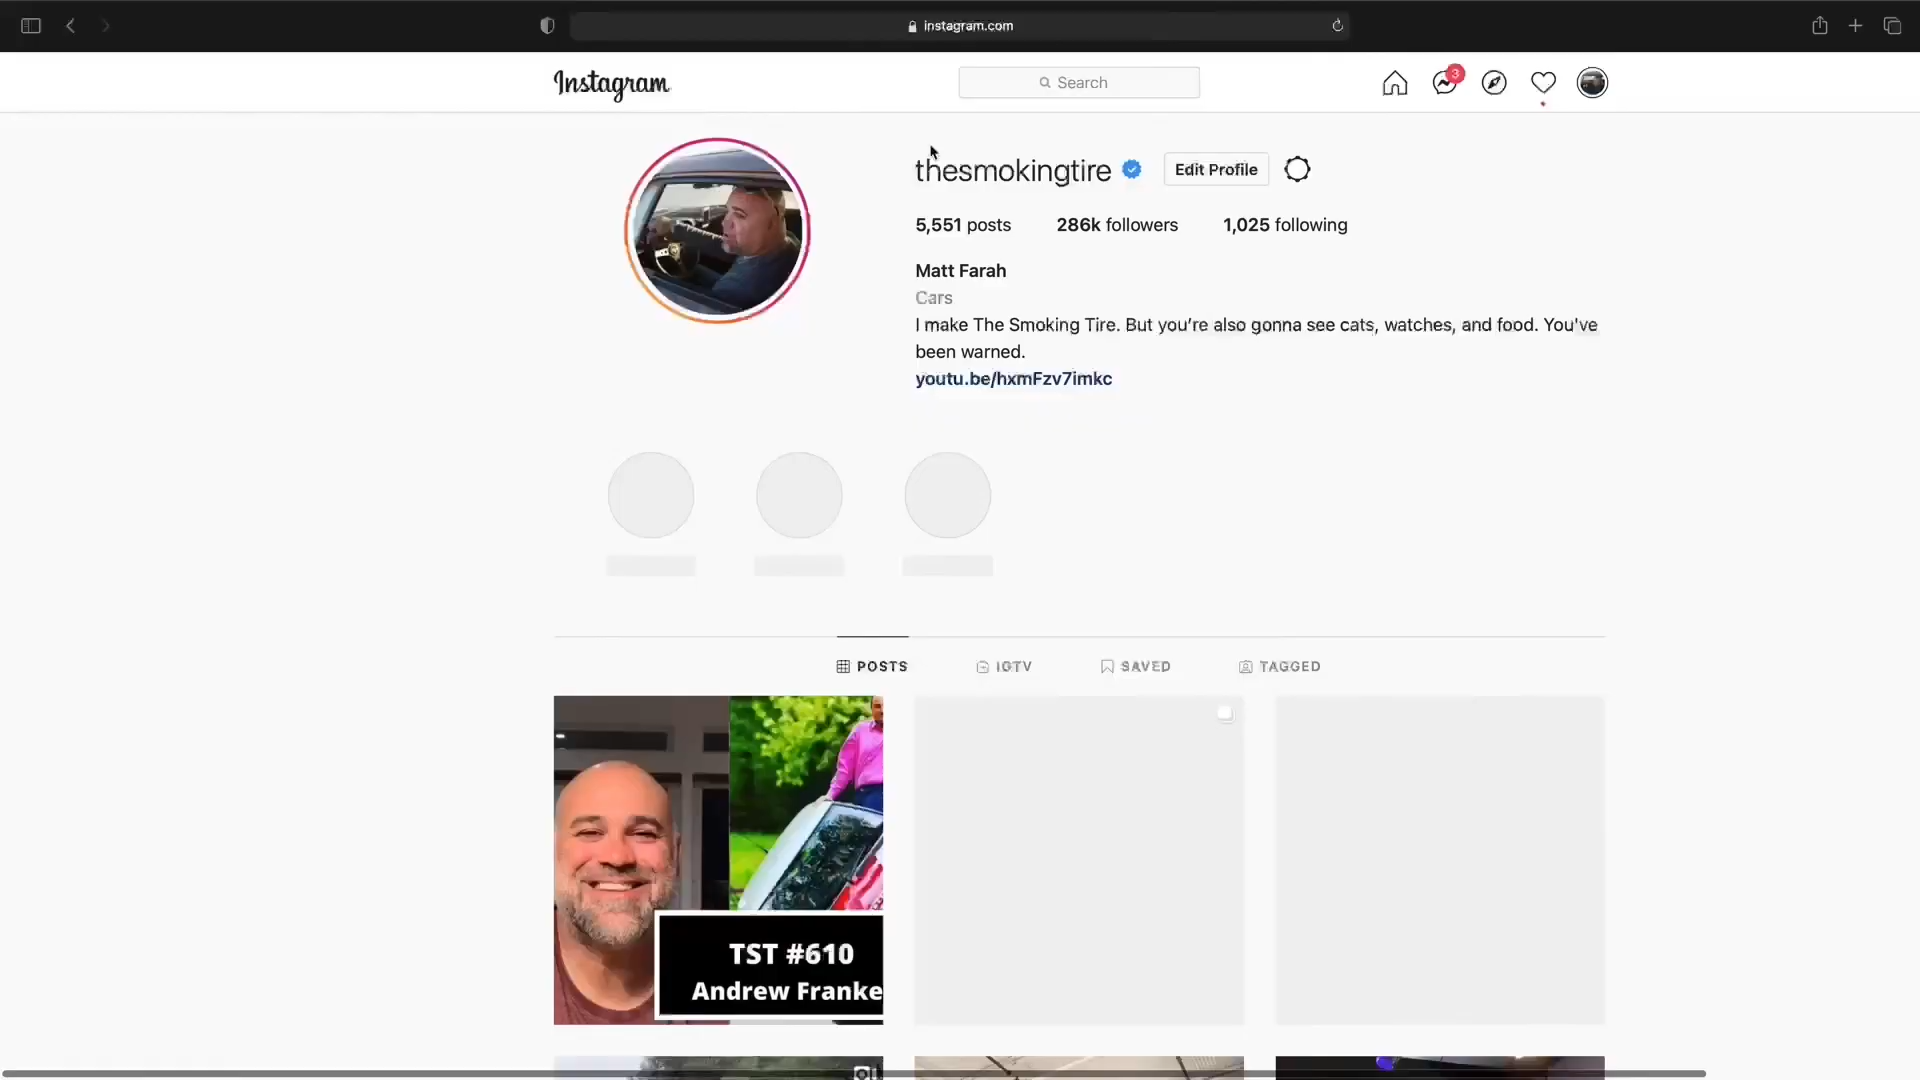 instagram.com
Instagram
Search
3
thesmokingtire
Edit Profile
5,551 posts
286k followers
1,025 following
Matt Farah
Cars
I make The Smoking Tire. But you’re also gonna see cats, watches, and food. You've
been warned.
youtu.be/hxmFzv7imkc
POSTS
IGTV
SAVED
TAGGED
TST #610
Andrew Franke